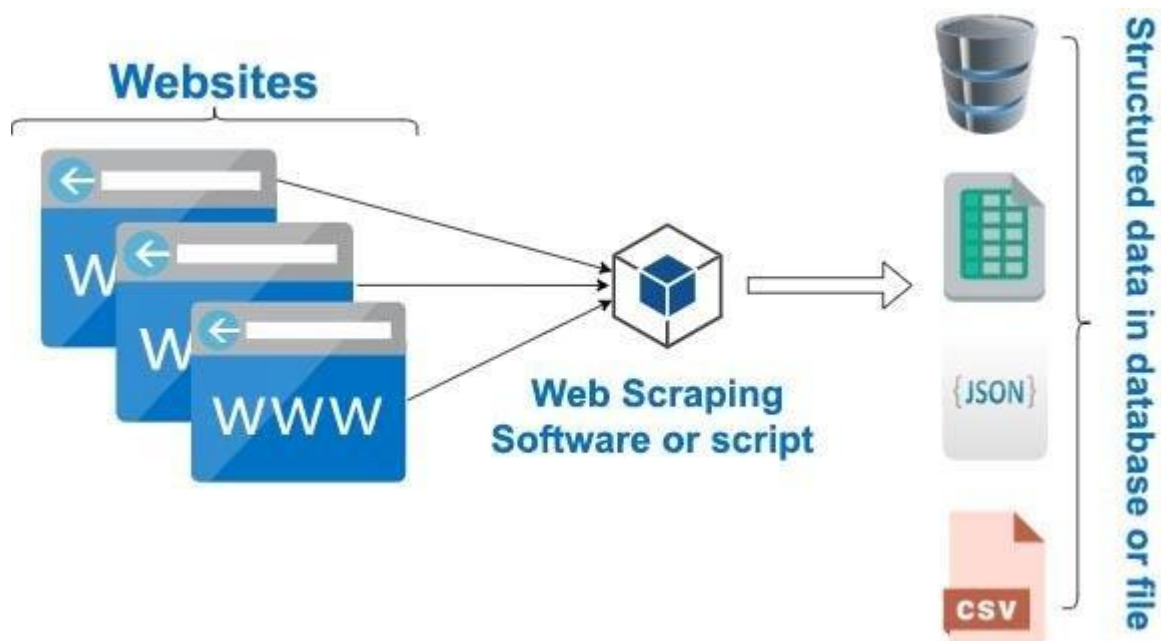 Websites
W
W
WWW
Web Scraping
Software or script
{JSON}
CSV
Structured data in database or file